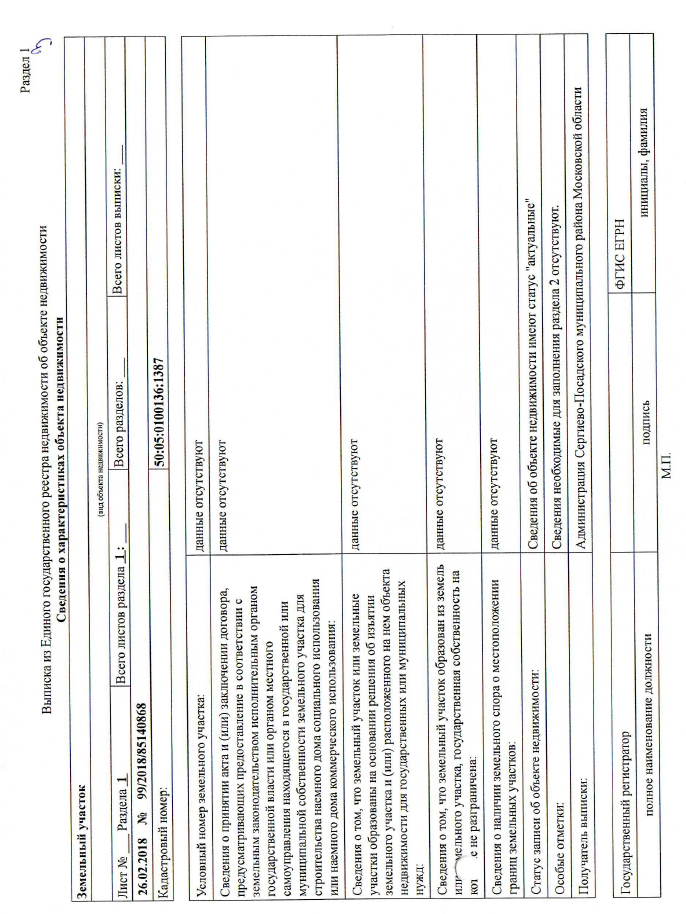 Раздел 1
Выписка из Единого государственного реестра недвижимости об объекте недвижимости
Сведения о характеристиках объекта недвижимости
Земельный участок
(вид объекта недвижимости)
Лист № ___ Раздела 1
Всего листов раздела 1 : ___
Всего разделов: ___
Всего листов выписки: ___
26.02.2018 № 99/2018/85140868
Кадастровый номер:
50:05:0100136:1387
Условный номер земельного участка:
данные отсутствуют
Сведения о принятии акта и (или) заключении договора,
предусматривающих предоставление в соответствии с
земельным законодательством исполнительным органом
государственной власти или органом местного
самоуправления находящегося в государственной или
муниципальной собственности земельного участка для
строительства наемного дома социального использования
или наемного дома коммерческого использования:
данные отсутствуют
Сведения о том, что земельный участок или земельные
участки образованы на основании решения об изъятии
земельного участка и (или) расположенного на нем объекта
недвижимости для государственных или муниципальных
нужд:
данные отсутствуют
Сведения о том, что земельный участок образован из земель
или мельного участка, государственная собственность на
кот е не разграничена:
данные отсутствуют
Сведения о наличии земельного спора о местоположении
границ земельных участков:
данные отсутствуют
Статус записи об объекте недвижимости:
Сведения об объекте недвижимости имеют статус "актуальные"
Особые отметки:
Сведения необходимые для заполнения раздела 2 отсутствуют.
Получатель выписки:
Администрация Сергиево-Посадского муниципального района Московской области
Государственный регистратор
ФГИС ЕГРН
полное наименование должности
подпись
инициалы, фамилия
М.П.